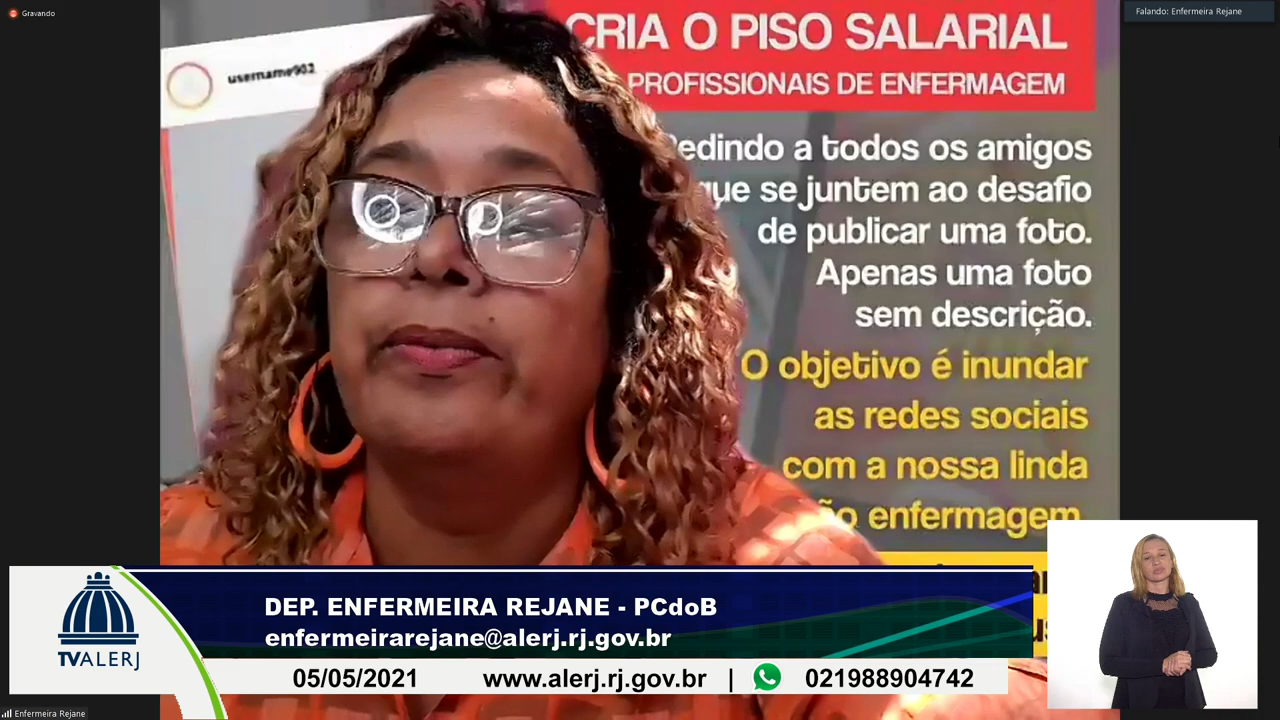 Gravando
Falando: Enfermeira Rejane
username902
CRIA O PISO SALARIAL
PROFISSIONAIS DE ENFERMAGEM
edindo a todos os amigos
que se juntem ao desafio
de publicar uma foto.
Apenas uma foto
sem descrição.
O objetivo é inundar
as redes sociais
com a nossa linda
enfermagem
DEP. ENFERMEIRA REJANE - PCdoB
enfermeirarejane@alerj.rj.gov.br
TVALERJ
05/05/2021 www.alerj.rj.gov.br | 021988904742
Enfermeira Rejane